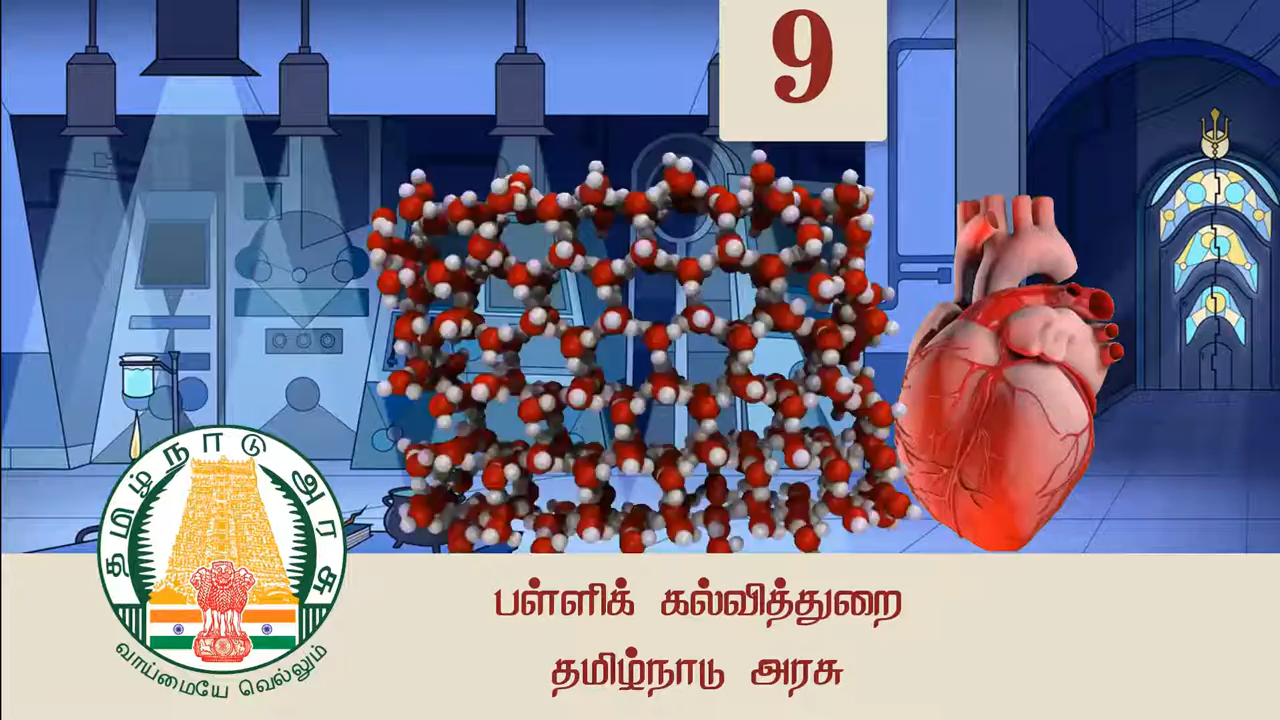 9
தமிழ்நாடு அரசு
வாய்மையே வெல்லும்
பள்ளிக் கல்வித்துறை
தமிழ்நாடு அரசு